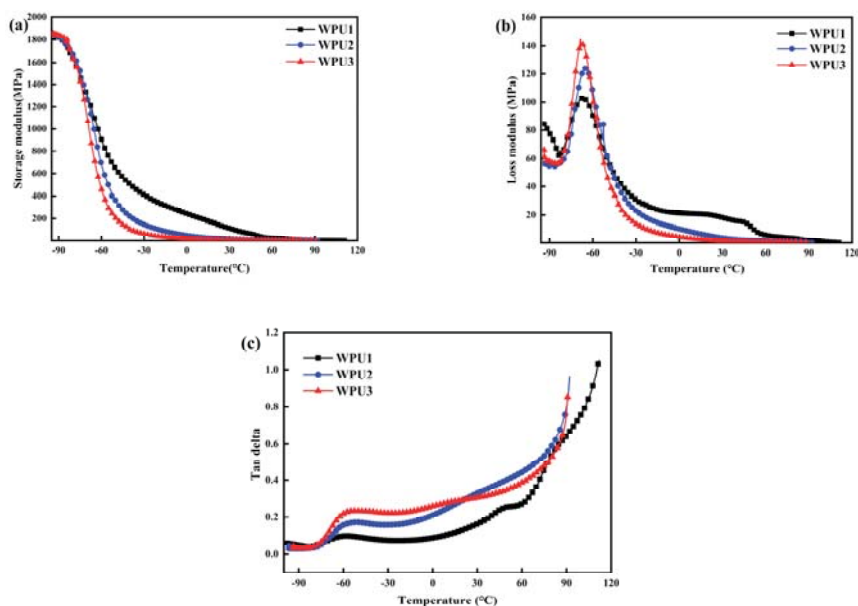 (a)
WPU1
WPU2
WPU3
2000
1800
1600
1400
1200
1000
800
600
400
200
Storage modulus(MPa)
-90 -60 -30 0 30 60 90 120
Temperature(°C)
(b)
WPU1
WPU2
WPU3
160
140
120
100
80
60
40
20
Loss modulus (MPa)
-90 -60 -30 0 30 60 90 120
Temperature (°C)
(c)
WPU1
WPU2
WPU3
1.2
1.0
0.8
0.6
0.4
0.2
0.0
Tan delta
-90 -60 -30 0 30 60 90 120
Temperature (°C)